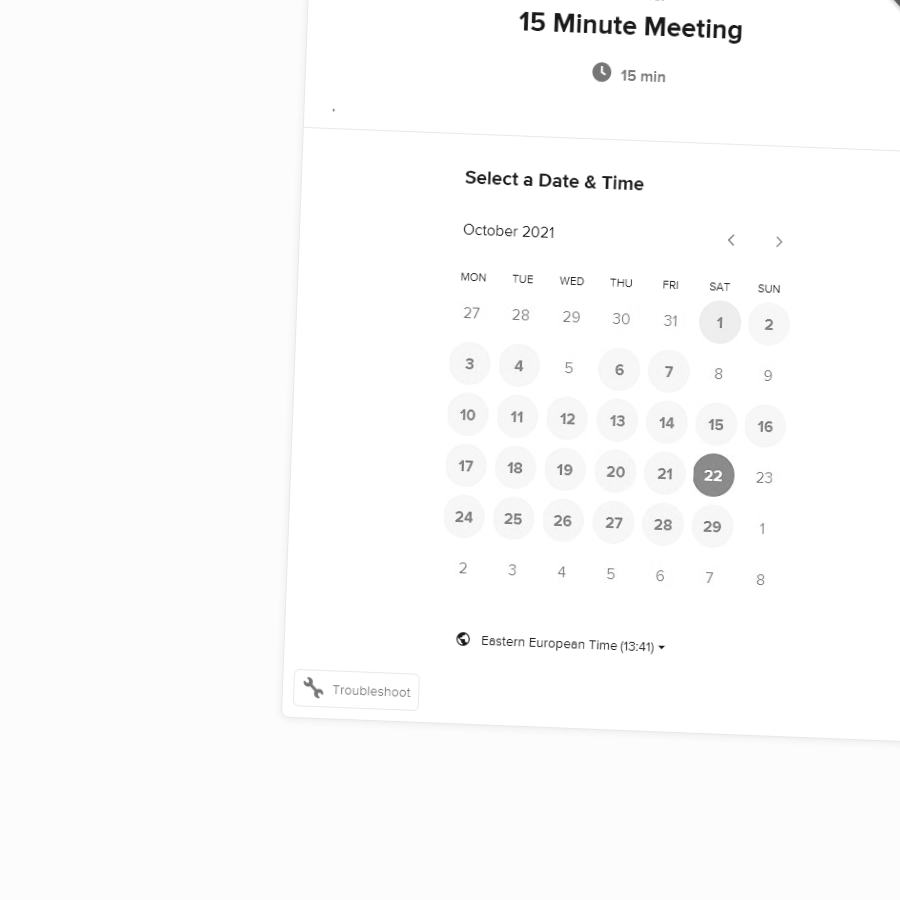 15 Minute Meeting
15 min
Select a Date & Time
October 2021
MON TUE WED THU FRI SAT SUN
27 28 29 30 31 1 2
3 4 5 6 7 8 9
10 11 12 13 14 15 16
17 18 19 20 21 22 23
24 25 26 27 28 29 1
2 3 4 5 6 7 8
Eastern European Time (13:41)
Troubleshoot